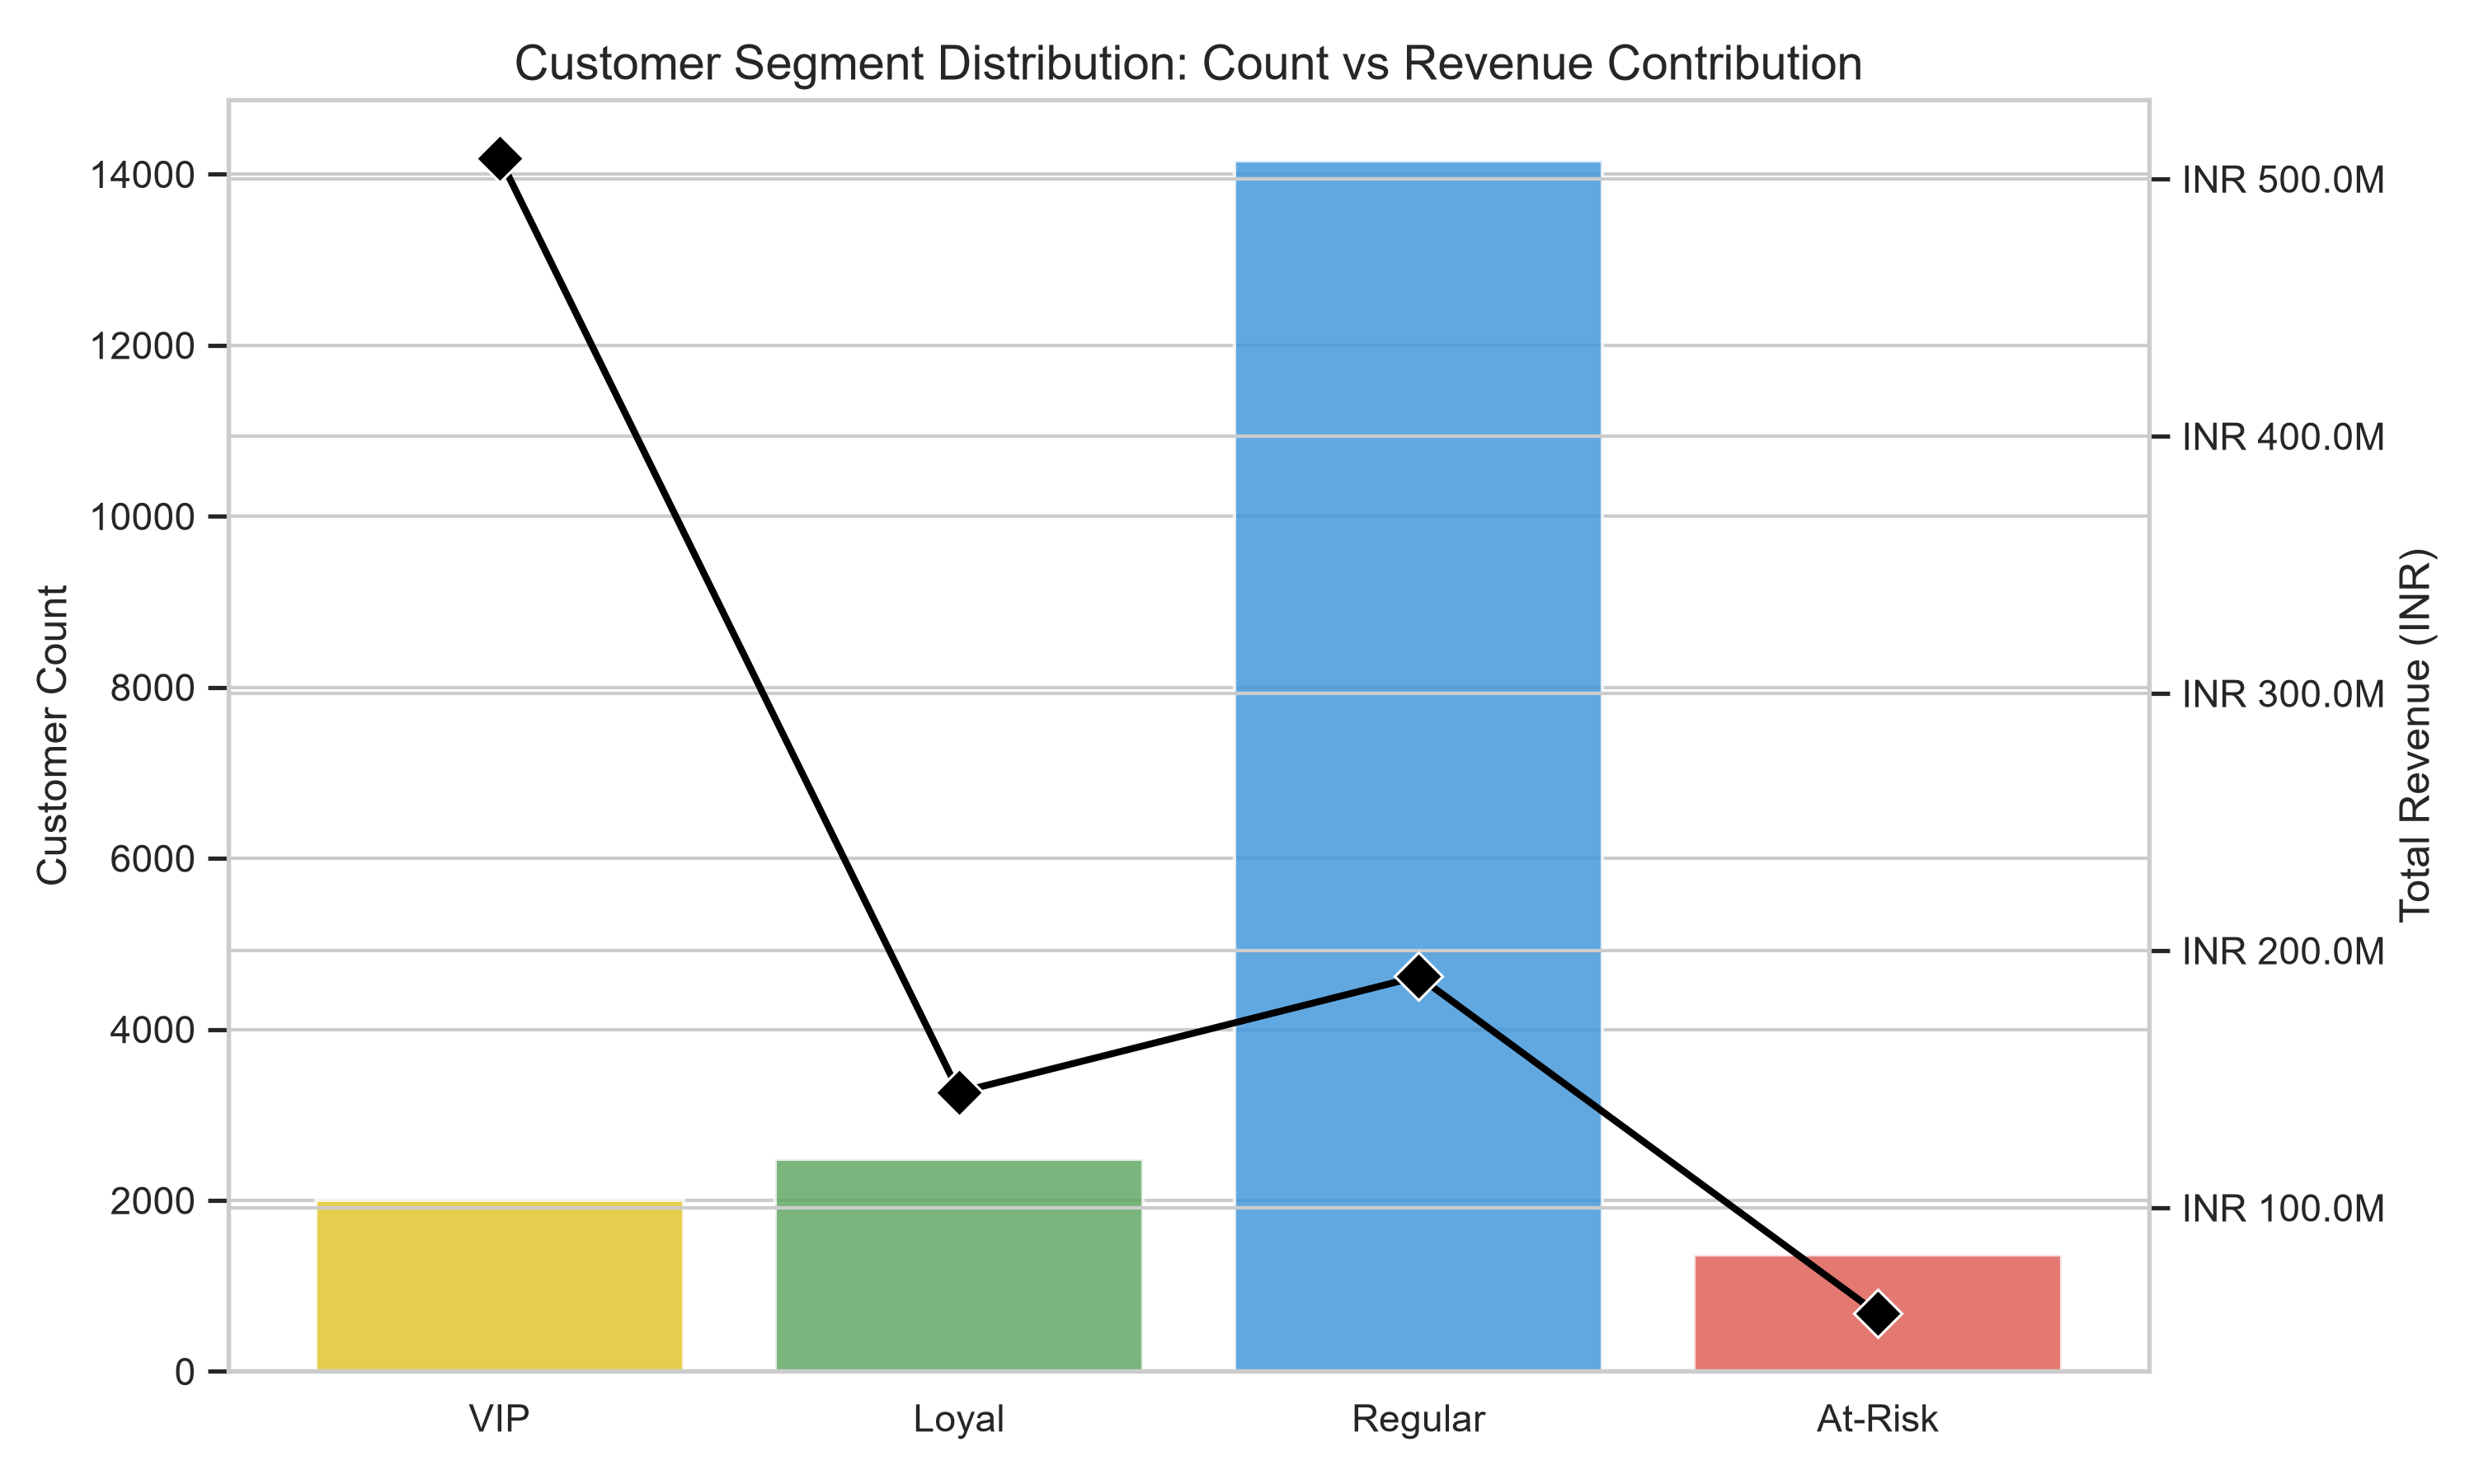 Customer Segment Distribution: Count vs Revenue Contribution
Customer Count
14000
12000
10000
8000
6000
4000
2000
0
INR 500.0M
INR 400.0M
INR 300.0M
INR 200.0M
INR 100.0M
Total Revenue (INR)
VIP
Loyal
Regular
At-Risk